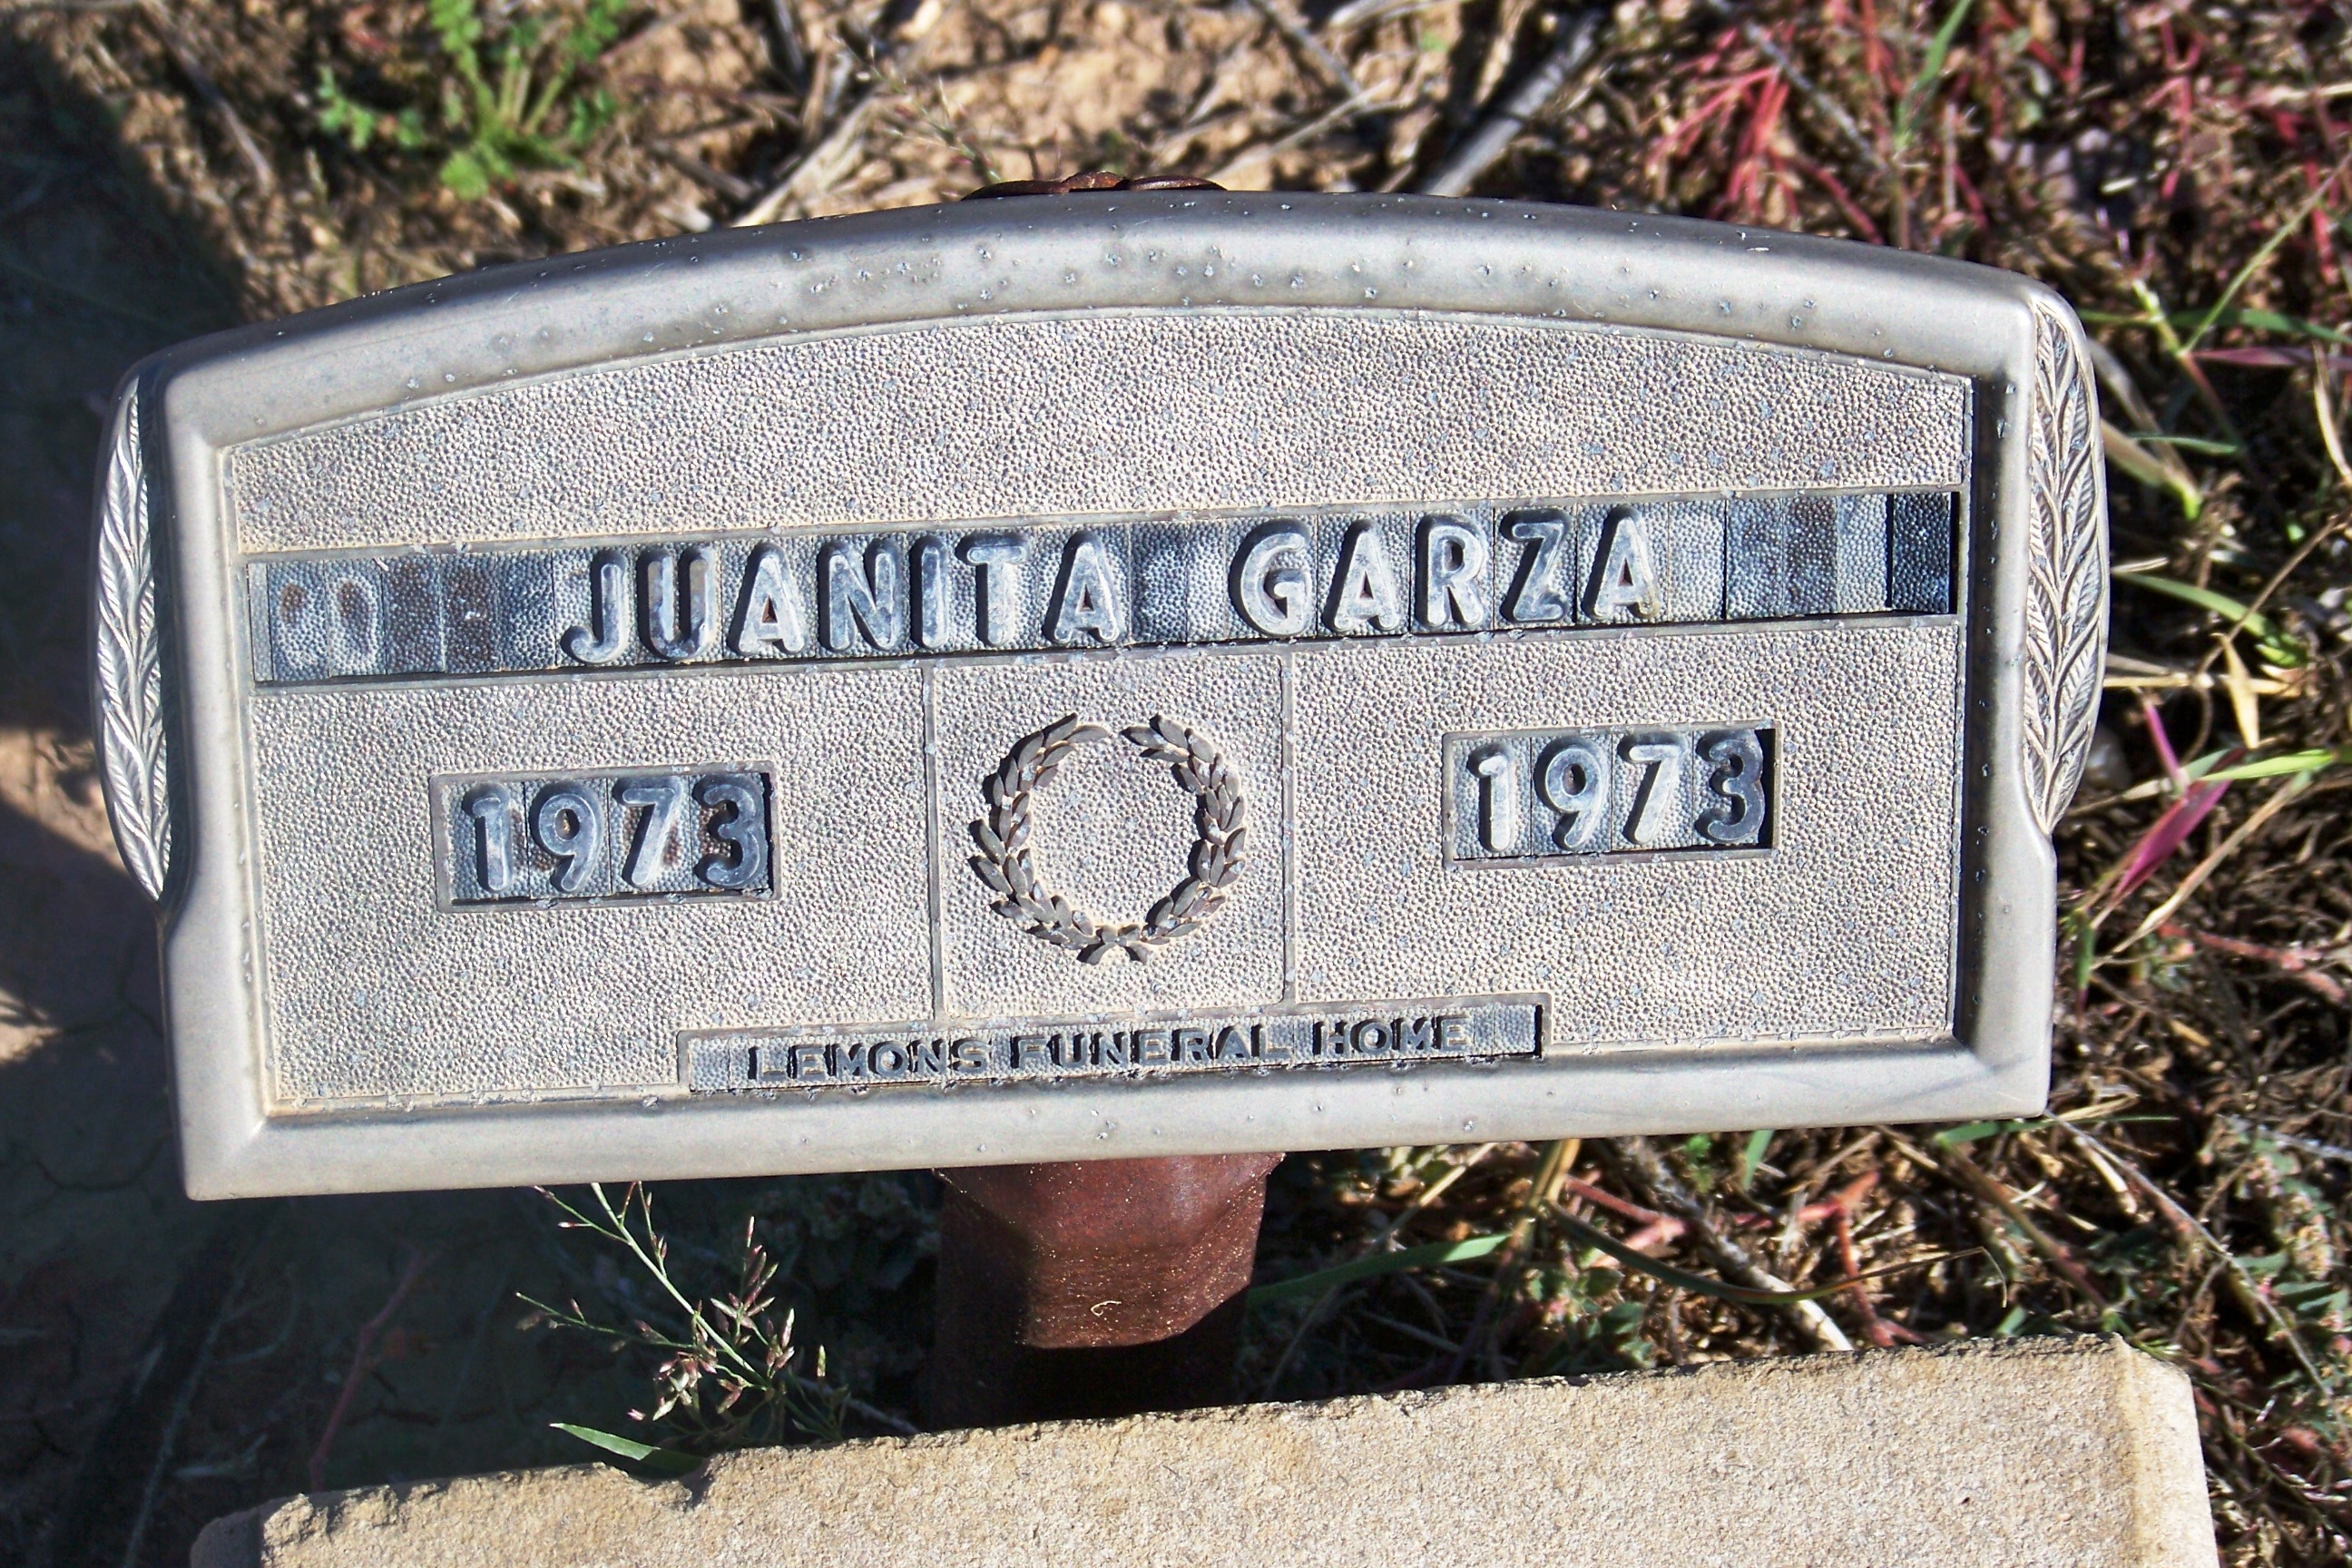 JUANITA GARZA
1973 1973
LEMONS FUNERAL HOME